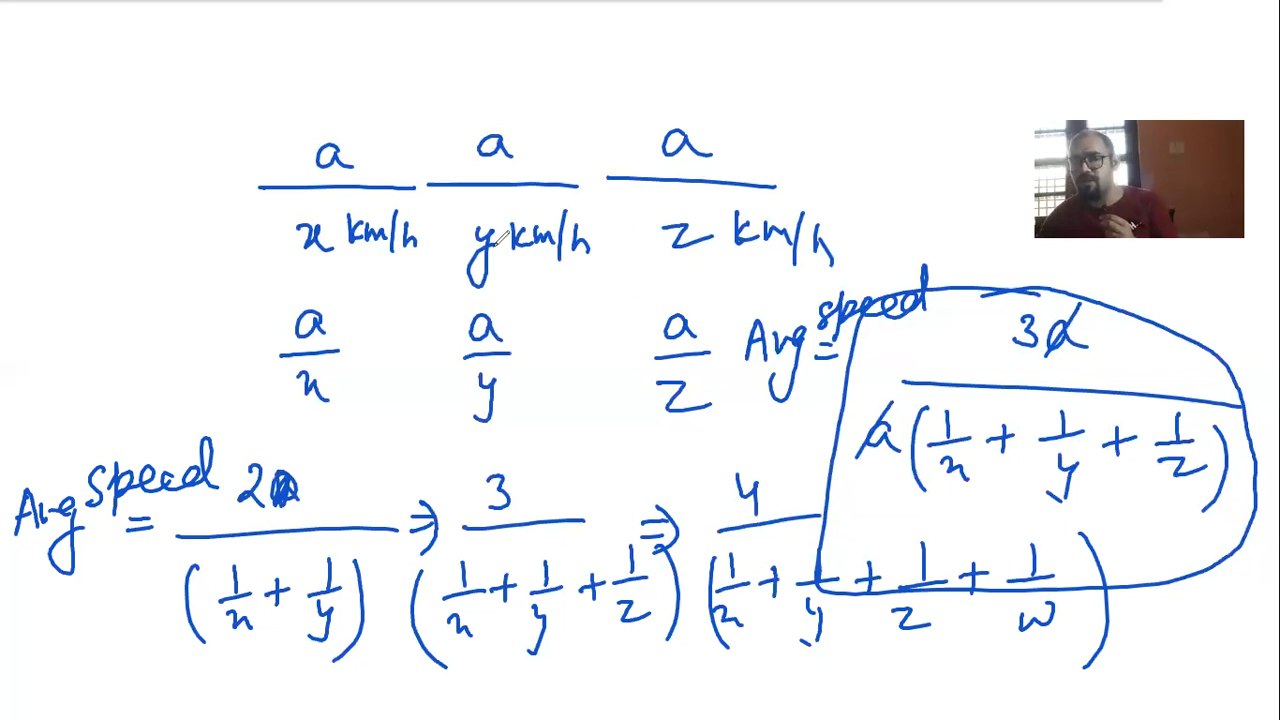 a a a
x km/h y km/h z km/h
a/x a/y a/z Avg speed = 3a / a(1/x + 1/y + 1/z)
Avg speed = 2 / (1/x + 1/y) ⇒ 3 / (1/x + 1/y + 1/z) ⇒ 4 / (1/x + 1/y + 1/z + 1/w)